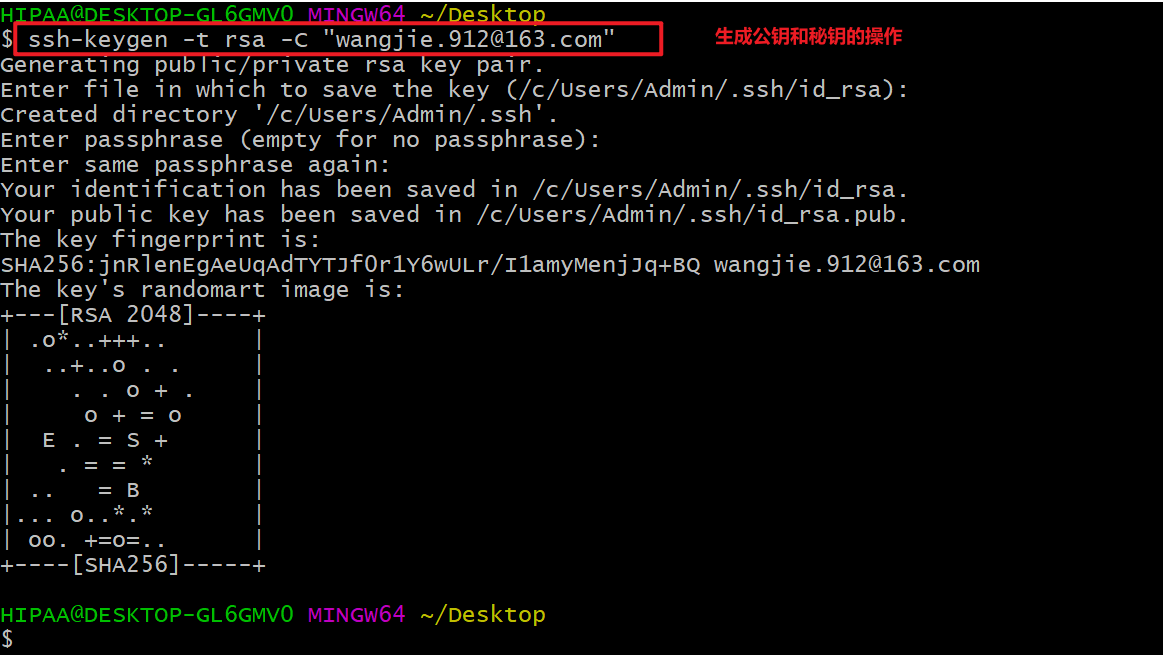 HIPAA@DESKTOP-GL6GMV0 MINGW64 ~/Desktop
$ ssh-keygen -t rsa -C "wangjie.912@163.com"
生成公钥和秘钥的操作
Generating public/private rsa key pair.
Enter file in which to save the key (/c/Users/Admin/.ssh/id_rsa):
Created directory '/c/Users/Admin/.ssh'.
Enter passphrase (empty for no passphrase):
Enter same passphrase again:
Your identification has been saved in /c/Users/Admin/.ssh/id_rsa.
Your public key has been saved in /c/Users/Admin/.ssh/id_rsa.pub.
The key fingerprint is:
SHA256:jnRlenEgAeUqAdTYTJf0r1Y6wULr/I1amyMenjJq+BQ wangjie.912@163.com
The key's randomart image is:
+---[RSA 2048]----+
| .o*..+++..      |
|  ..+..o . .     |
|    . . o + .    |
|     o + = o     |
|  E . = S +      |
|   . = = *       |
| ..   = B        |
|... o..*.*       |
| oo. +=o=..      |
+----[SHA256]-----+
HIPAA@DESKTOP-GL6GMV0 MINGW64 ~/Desktop
$